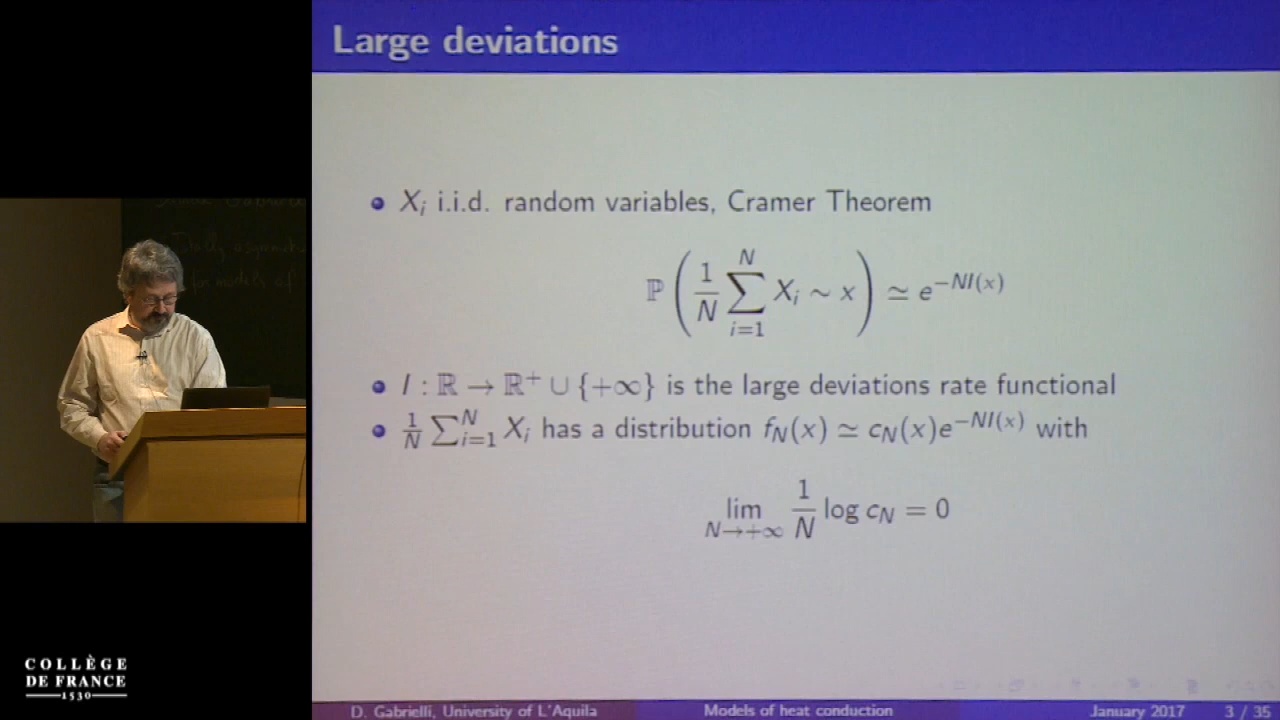 Large deviations
X_i i.i.d. random variables, Cramer Theorem
ℙ ( 1/N ∑_{i=1}^{N} X_i ∼ x ) ≃ e^{−NI(x)}
I : ℝ → ℝ⁺ ∪ {+∞} is the large deviations rate functional
1/N ∑_{i=1}^{N} X_i has a distribution f_N(x) ≃ c_N(x)e^{−NI(x)} with
lim_{N→+∞} 1/N log c_N = 0
D. Gabrielli, University of L'Aquila Models of heat conduction January 2017 3 / 35
COLLÈGE
DE FRANCE
1530